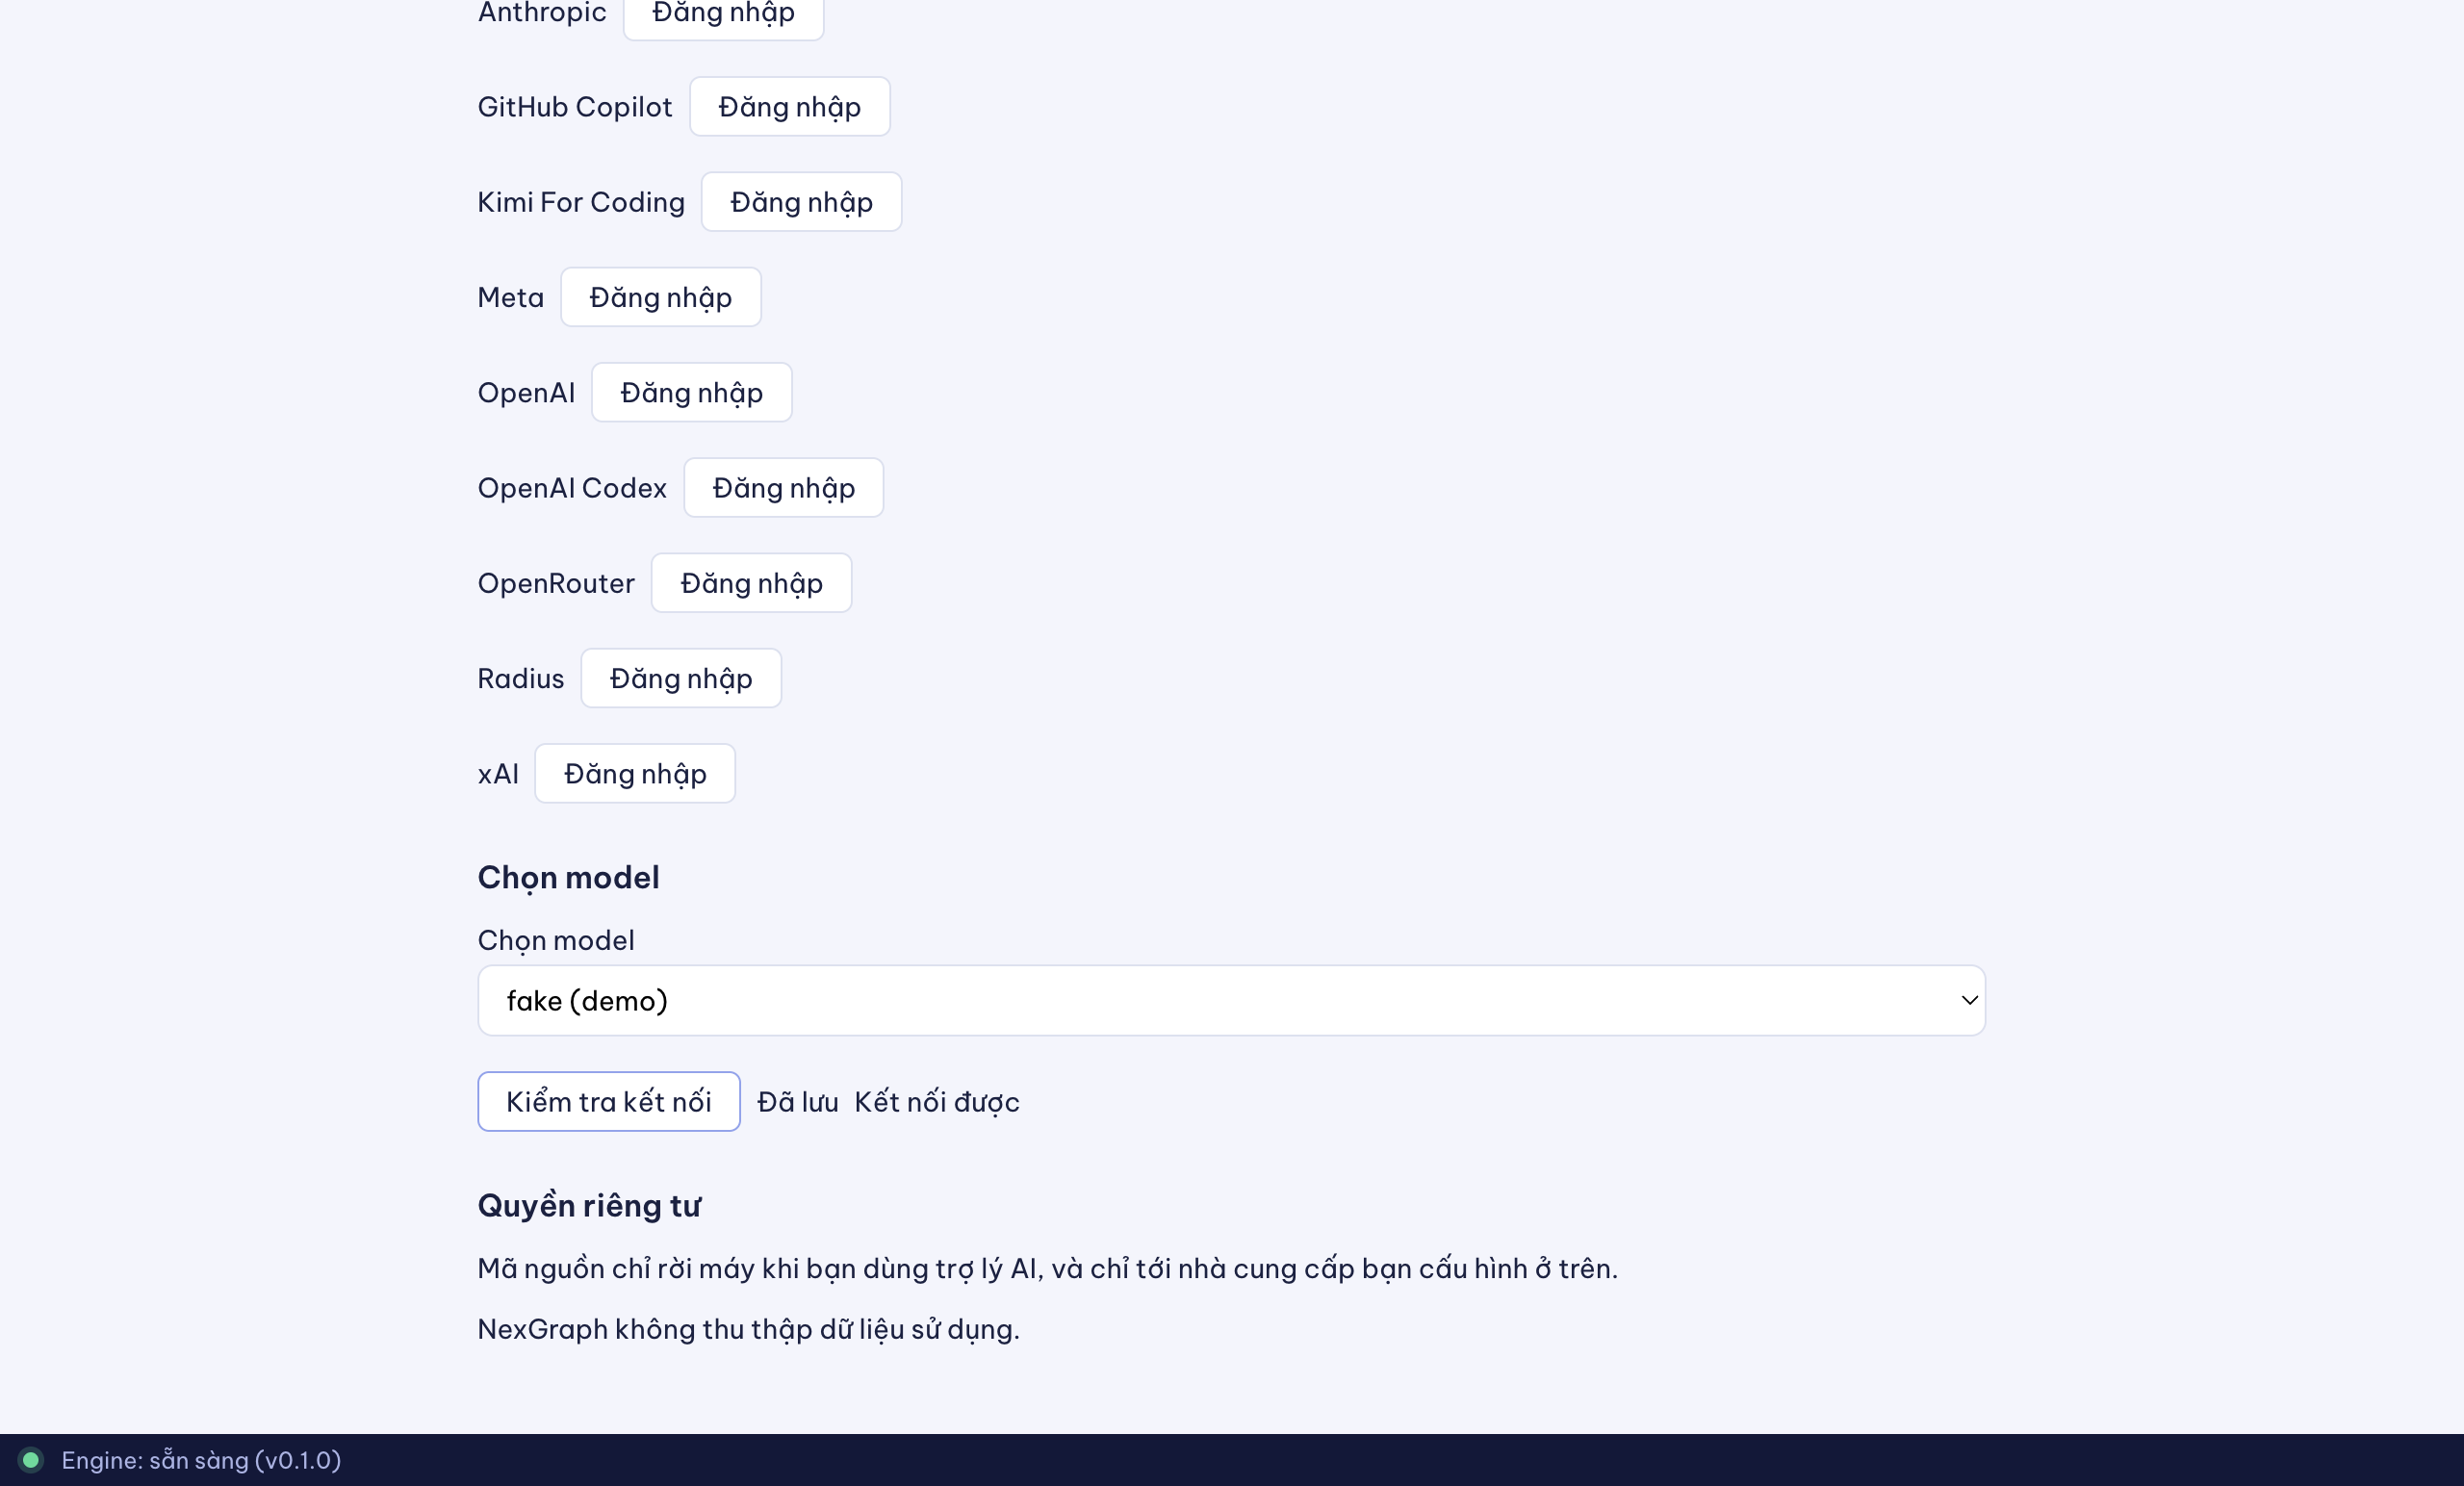 Anthropic Đăng nhập
GitHub Copilot Đăng nhập
Kimi For Coding Đăng nhập
Meta Đăng nhập
OpenAI Đăng nhập
OpenAI Codex Đăng nhập
OpenRouter Đăng nhập
Radius Đăng nhập
xAI Đăng nhập
Chọn model
Chọn model
fake (demo)
Kiểm tra kết nối Đã lưu Kết nối được
Quyền riêng tư
Mã nguồn chỉ rời máy khi bạn dùng trợ lý AI, và chỉ tới nhà cung cấp bạn cấu hình ở trên.
NexGraph không thu thập dữ liệu sử dụng.
Engine: sẵn sàng (v0.1.0)